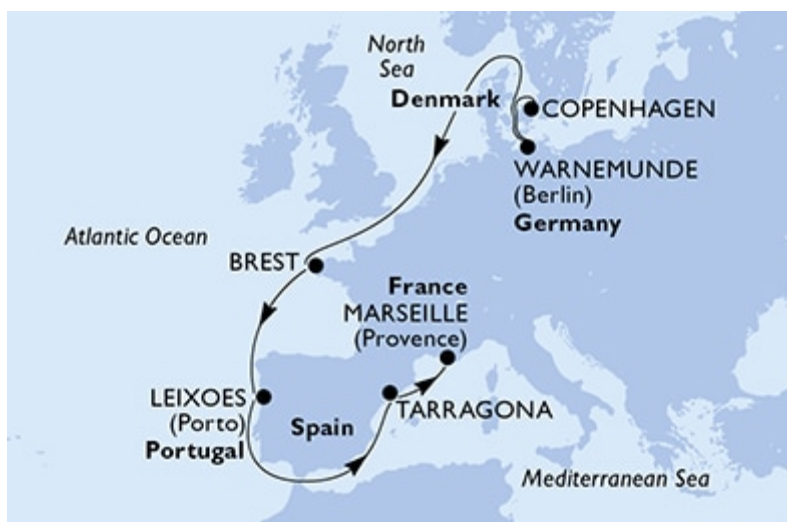 North
Sea
Denmark
COPENHAGEN
WARNEMUNDE
(Berlin)
Germany
Atlantic Ocean
BREST
France
MARSEILLE
(Provence)
LEIXOES
(Porto)
Portugal
Spain
TARRAGONA
Mediterranean Sea